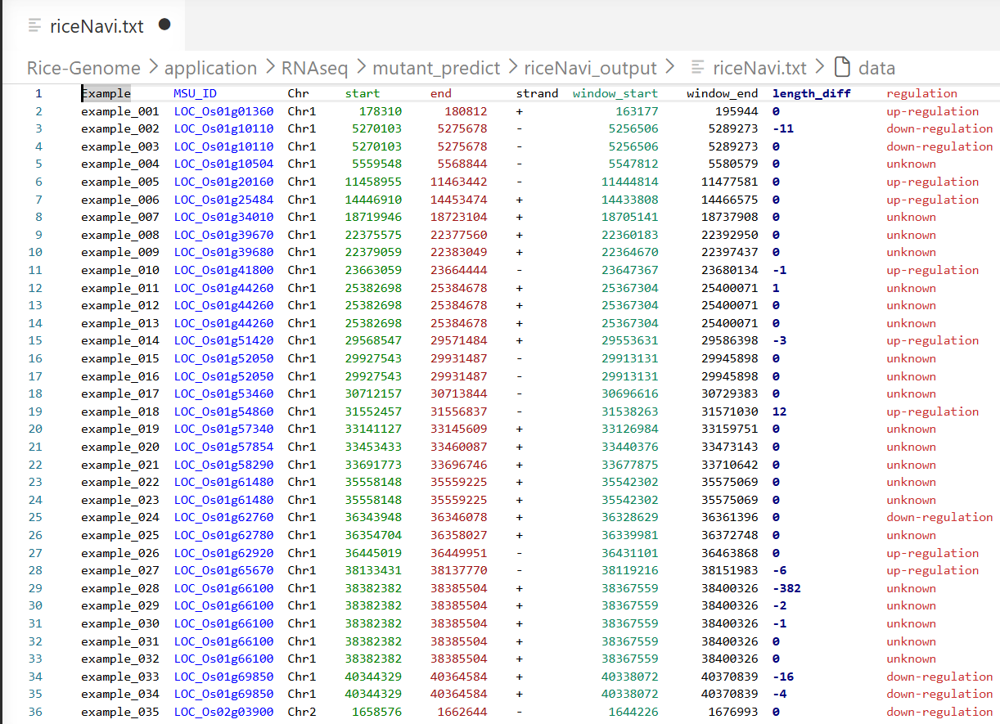 riceNavi.txt
Rice-Genome > application > RNAseq > mutant_predict > riceNavi_output > riceNavi.txt > data
1 Example MSU_ID Chr start end strand window_start window_end length_diff regulation
2 example_001 LOC_Os01g01360 Chr1 178310 180812 + 163177 195944 0 up-regulation
3 example_002 LOC_Os01g10110 Chr1 5270103 5275678 - 5256506 5289273 -11 down-regulation
4 example_003 LOC_Os01g10110 Chr1 5270103 5275678 - 5256506 5289273 0 down-regulation
5 example_004 LOC_Os01g10504 Chr1 5559548 5568844 - 5547812 5580579 0 unknown
6 example_005 LOC_Os01g20160 Chr1 11458955 11463442 - 11444814 11477581 0 up-regulation
7 example_006 LOC_Os01g25484 Chr1 14446910 14453474 + 14433808 14466575 0 up-regulation
8 example_007 LOC_Os01g34010 Chr1 18719946 18723104 + 18705141 18737908 0 unknown
9 example_008 LOC_Os01g39670 Chr1 22375575 22377560 + 22360183 22392950 0 unknown
10 example_009 LOC_Os01g39680 Chr1 22379059 22383049 + 22364670 22397437 0 unknown
11 example_010 LOC_Os01g41800 Chr1 23663059 23664444 - 23647367 23680134 -1 up-regulation
12 example_011 LOC_Os01g44260 Chr1 25382698 25384678 + 25367304 25400071 1 unknown
13 example_012 LOC_Os01g44260 Chr1 25382698 25384678 + 25367304 25400071 0 unknown
14 example_013 LOC_Os01g44260 Chr1 25382698 25384678 + 25367304 25400071 0 unknown
15 example_014 LOC_Os01g51420 Chr1 29568547 29571484 + 29553631 29586398 -3 up-regulation
16 example_015 LOC_Os01g52050 Chr1 29927543 29931487 - 29913131 29945898 0 unknown
17 example_016 LOC_Os01g52050 Chr1 29927543 29931487 - 29913131 29945898 0 unknown
18 example_017 LOC_Os01g53460 Chr1 30712157 30713844 - 30696616 30729383 0 unknown
19 example_018 LOC_Os01g54860 Chr1 31552457 31556837 - 31538263 31571030 12 up-regulation
20 example_019 LOC_Os01g57340 Chr1 33141127 33145609 + 33126984 33159751 0 unknown
21 example_020 LOC_Os01g57854 Chr1 33453433 33460087 + 33440376 33473143 0 unknown
22 example_021 LOC_Os01g58290 Chr1 33691773 33696746 + 33677875 33710642 0 unknown
23 example_022 LOC_Os01g61480 Chr1 35558148 35559225 + 35542302 35575069 0 unknown
24 example_023 LOC_Os01g61480 Chr1 35558148 35559225 + 35542302 35575069 0 unknown
25 example_024 LOC_Os01g62760 Chr1 36343948 36346078 + 36328629 36361396 0 down-regulation
26 example_025 LOC_Os01g62780 Chr1 36354704 36358027 + 36339981 36372748 0 unknown
27 example_026 LOC_Os01g62920 Chr1 36445019 36449951 - 36431101 36463868 0 up-regulation
28 example_027 LOC_Os01g65670 Chr1 38133431 38137770 - 38119216 38151983 -6 up-regulation
29 example_028 LOC_Os01g66100 Chr1 38382382 38385504 + 38367559 38400326 -382 unknown
30 example_029 LOC_Os01g66100 Chr1 38382382 38385504 + 38367559 38400326 -2 unknown
31 example_030 LOC_Os01g66100 Chr1 38382382 38385504 + 38367559 38400326 -1 unknown
32 example_031 LOC_Os01g66100 Chr1 38382382 38385504 + 38367559 38400326 0 unknown
33 example_032 LOC_Os01g66100 Chr1 38382382 38385504 + 38367559 38400326 0 unknown
34 example_033 LOC_Os01g69850 Chr1 40344329 40364584 + 40338072 40370839 -16 down-regulation
35 example_034 LOC_Os01g69850 Chr1 40344329 40364584 + 40338072 40370839 -4 down-regulation
36 example_035 LOC_Os02g03900 Chr2 1658576 1662644 - 1644226 1676993 0 down-regulation